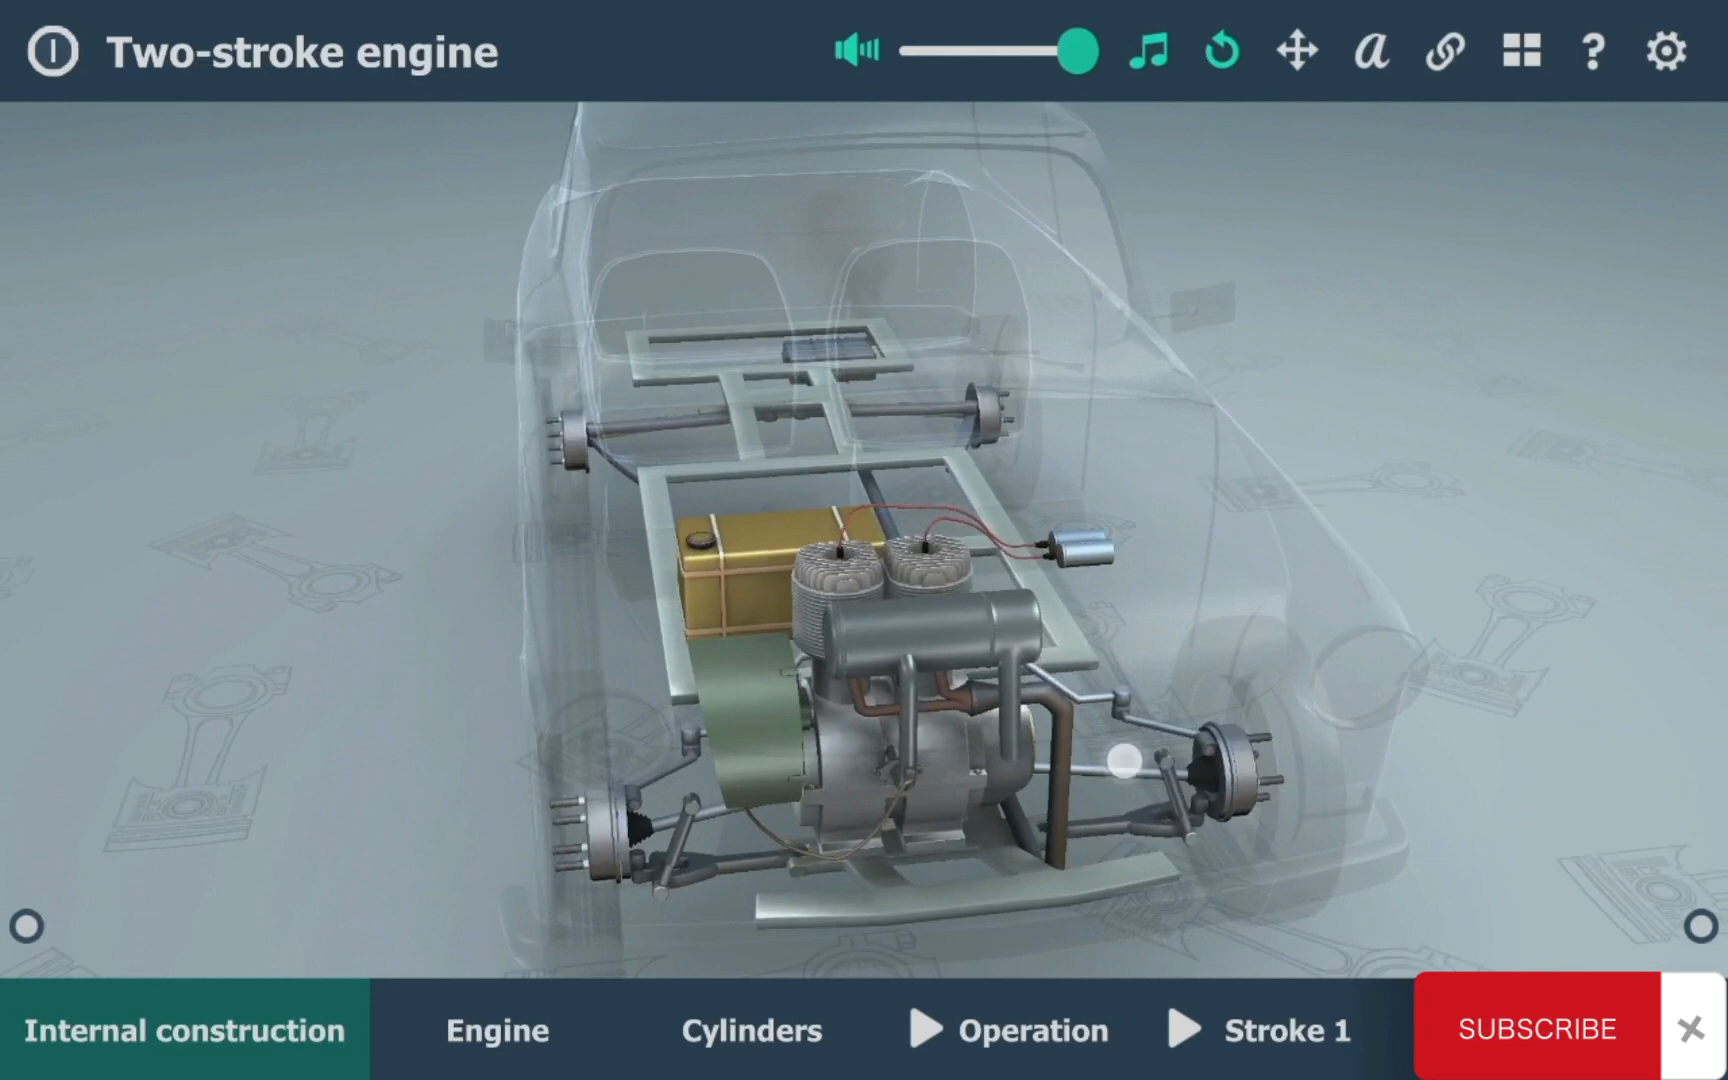 Two-stroke engine
a
?
Internal construction
Engine
Cylinders
Operation
Stroke 1
SUBSCRIBE